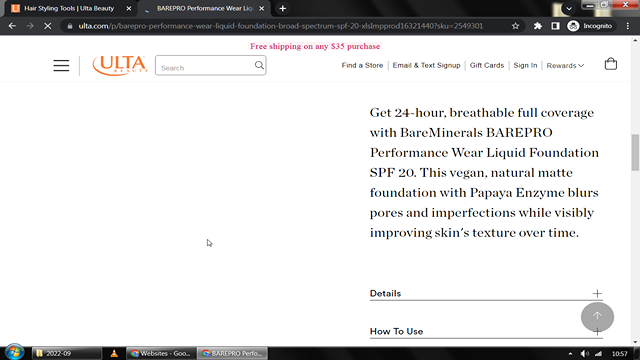 Hair Styling Tools | Ulta Beauty
BAREPRO Performance Wear Liq
ulta.com/p/barepro-performance-wear-liquid-foundation-broad-spectrum-spf-20-xlsImpprod16321440?sku=2549301
Incognito
Free shipping on any $35 purchase
ULTA
BEAUTY
Search
Find a Store
Email & Text Signup
Gift Cards
Sign In
Rewards
Get 24-hour, breathable full coverage
with BareMinerals BAREPRO
Performance Wear Liquid Foundation
SPF 20. This vegan, natural matte
foundation with Papaya Enzyme blurs
pores and imperfections while visibly
improving skin's texture over time.
Details
How To Use
2022-09
Websites - Goo...
BAREPRO Perfo...
10:57